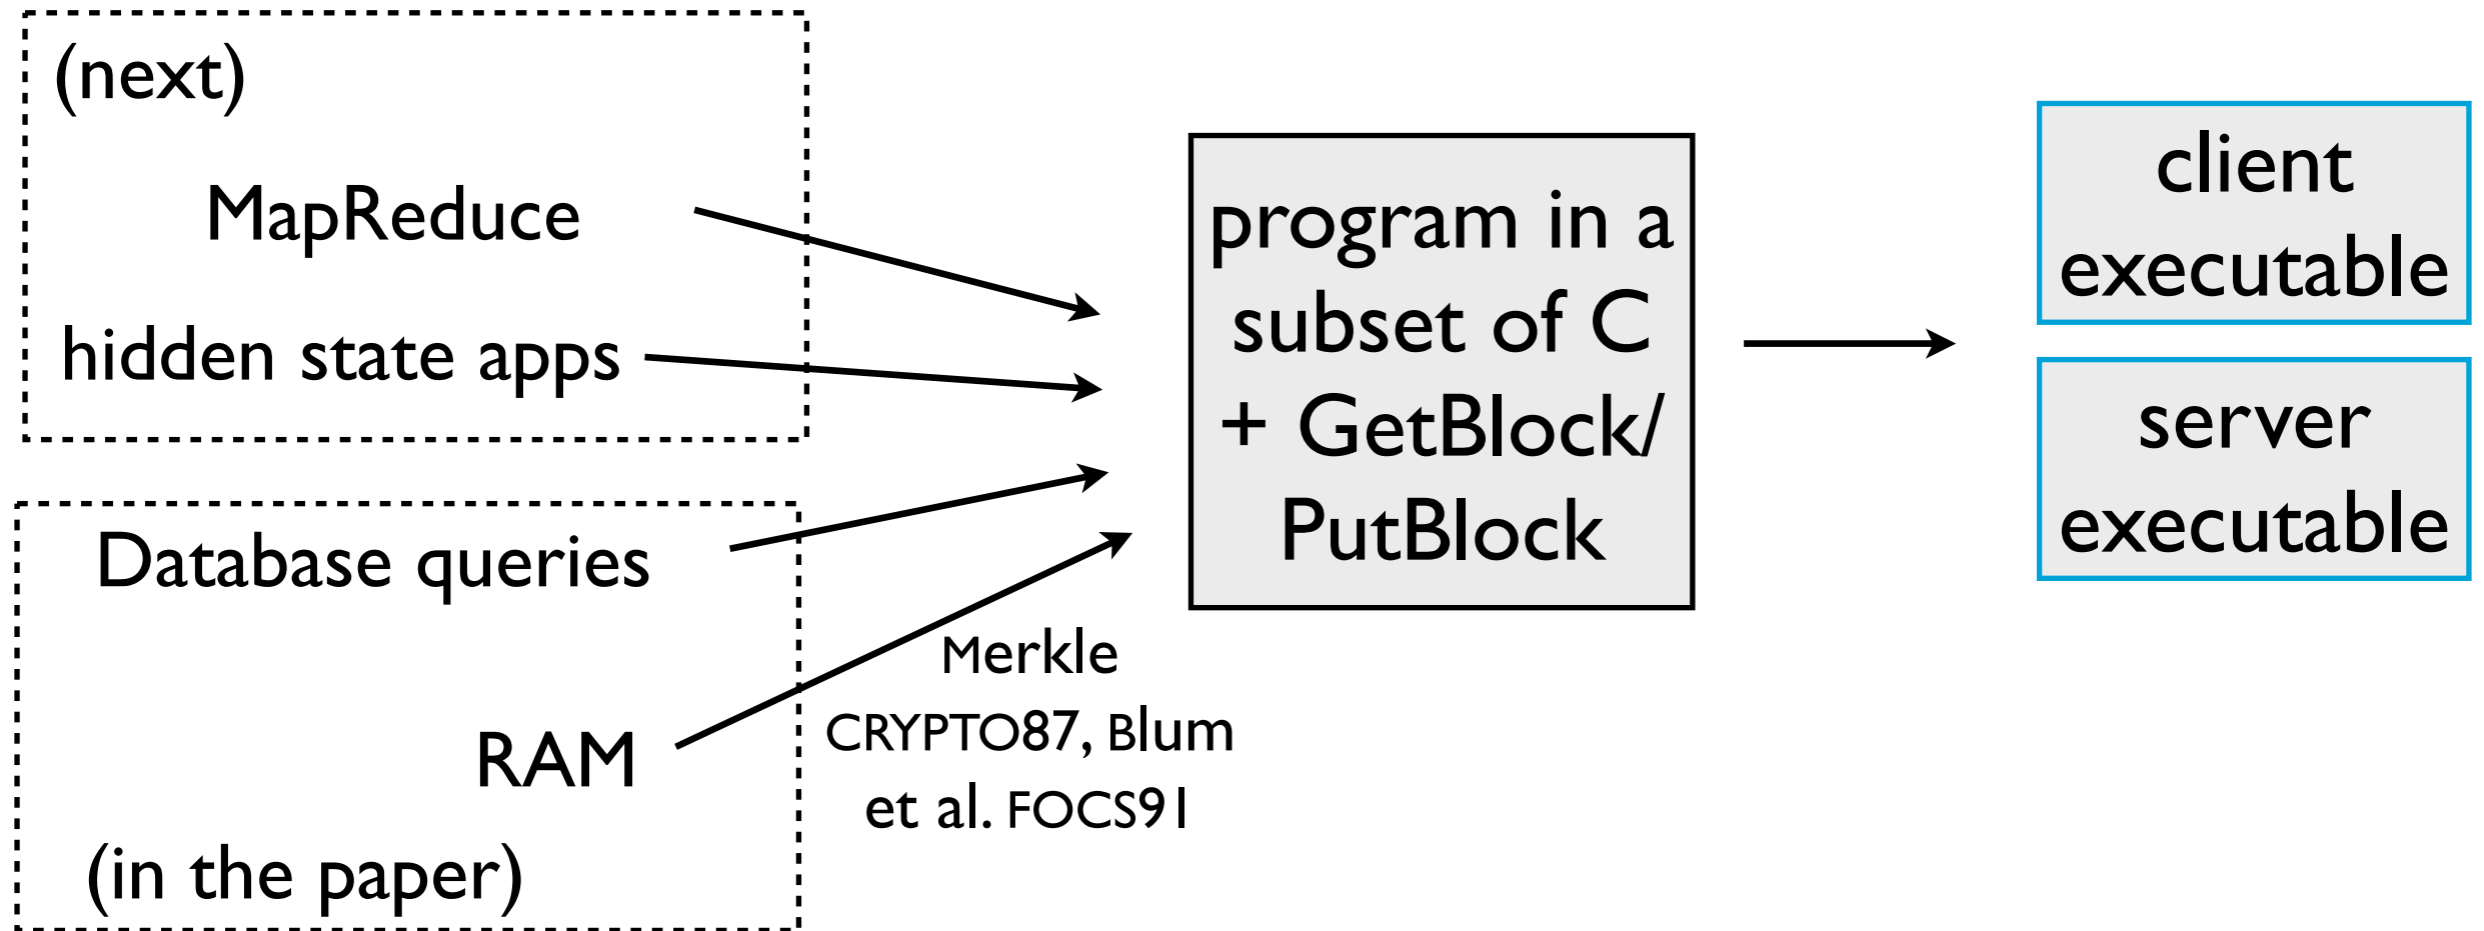 (next)
MapReduce
hidden state apps
Database queries
RAM
(in the paper)
Merkle
CRYPTO87, Blum
et al. FOCS91
program in a
subset of C
+ GetBlock/
PutBlock
client
executable
server
executable